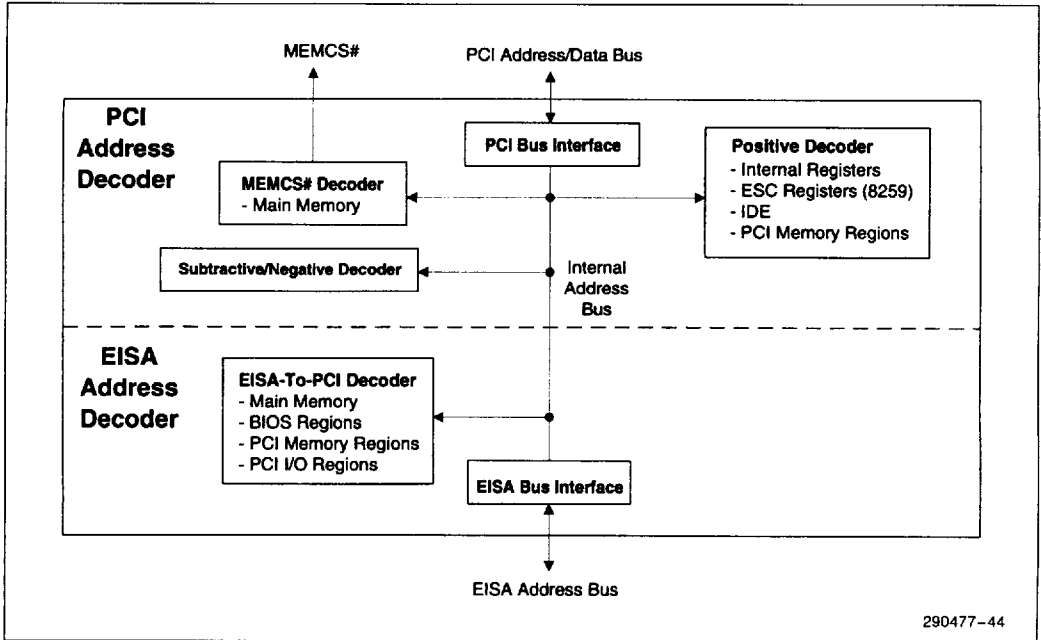 MEMCS#
PCI Address/Data Bus
PCI
Address
Decoder
PCI Bus Interface
Positive Decoder
- Internal Registers
- ESC Registers (8259)
- IDE
- PCI Memory Regions
MEMCS# Decoder
- Main Memory
Subtractive/Negative Decoder
Internal
Address
Bus
EISA
Address
Decoder
EISA-To-PCI Decoder
- Main Memory
- BIOS Regions
- PCI Memory Regions
- PCI I/O Regions
EISA Bus Interface
EISA Address Bus
290477-44